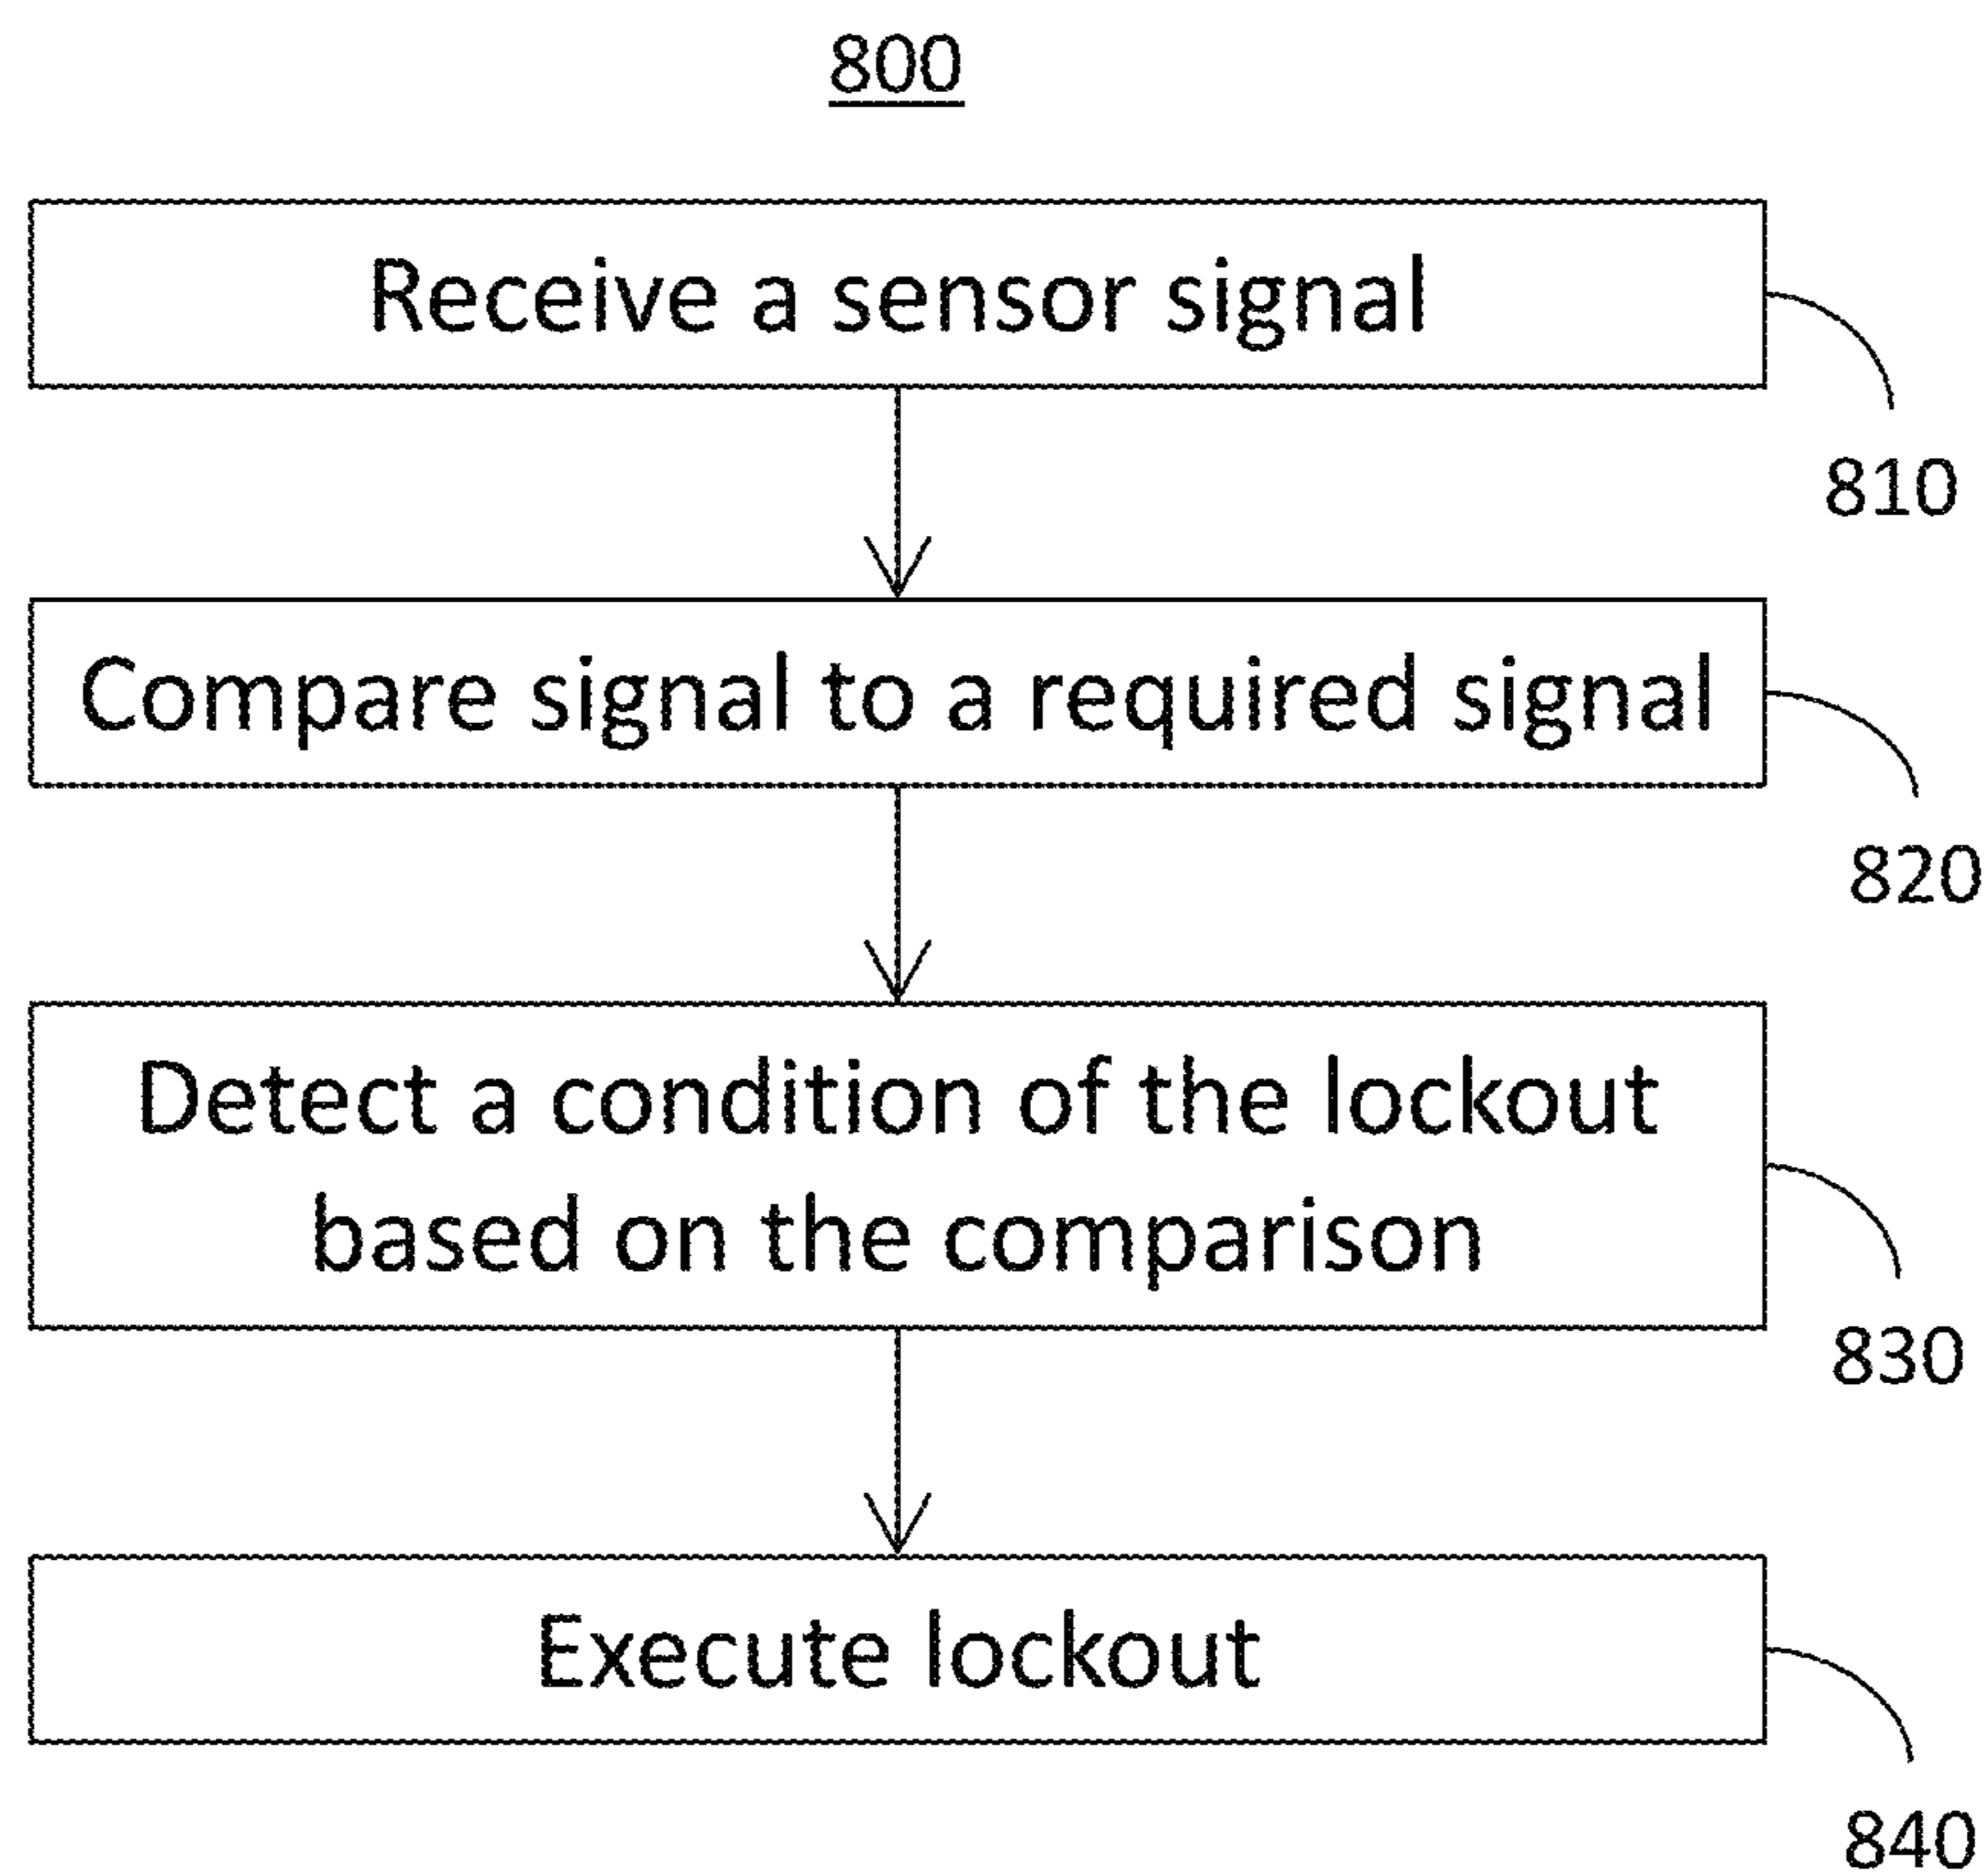 800
Receive a sensor signal
810
Compare signal to a required signal
820
Detect a condition of the lockout
based on the comparison
830
Execute lockout
840